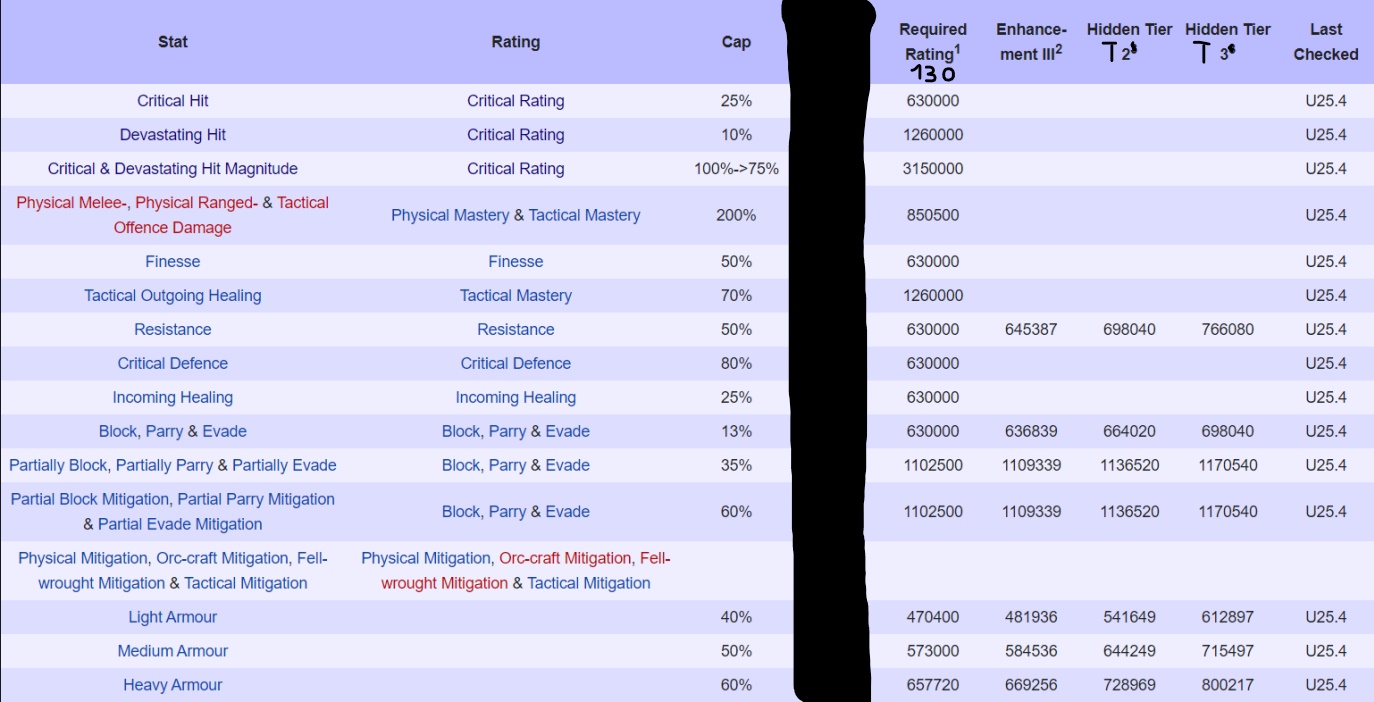 Stat Rating Cap Required Rating¹ 130 Enhance-ment III² Hidden Tier T 2 Hidden Tier T 3 Last Checked
Critical Hit Critical Rating 25% 630000 U25.4
Devastating Hit Critical Rating 10% 1260000 U25.4
Critical & Devastating Hit Magnitude Critical Rating 100%->75% 3150000 U25.4
Physical Melee-, Physical Ranged- & Tactical
Offence Damage Physical Mastery & Tactical Mastery 200% 850500 U25.4
Finesse Finesse 50% 630000 U25.4
Tactical Outgoing Healing Tactical Mastery 70% 1260000 U25.4
Resistance Resistance 50% 630000 645387 698040 766080 U25.4
Critical Defence Critical Defence 80% 630000 U25.4
Incoming Healing Incoming Healing 25% 630000 U25.4
Block, Parry & Evade Block, Parry & Evade 13% 630000 636839 664020 698040 U25.4
Partially Block, Partially Parry & Partially Evade Block, Parry & Evade 35% 1102500 1109339 1136520 1170540 U25.4
Partial Block Mitigation, Partial Parry Mitigation
& Partial Evade Mitigation Block, Parry & Evade 60% 1102500 1109339 1136520 1170540 U25.4
Physical Mitigation, Orc-craft Mitigation, Fell- Physical Mitigation, Orc-craft Mitigation, Fell-
wrought Mitigation & Tactical Mitigation wrought Mitigation & Tactical Mitigation
Light Armour 40% 470400 481936 541649 612897 U25.4
Medium Armour 50% 573000 584536 644249 715497 U25.4
Heavy Armour 60% 657720 669256 728969 800217 U25.4